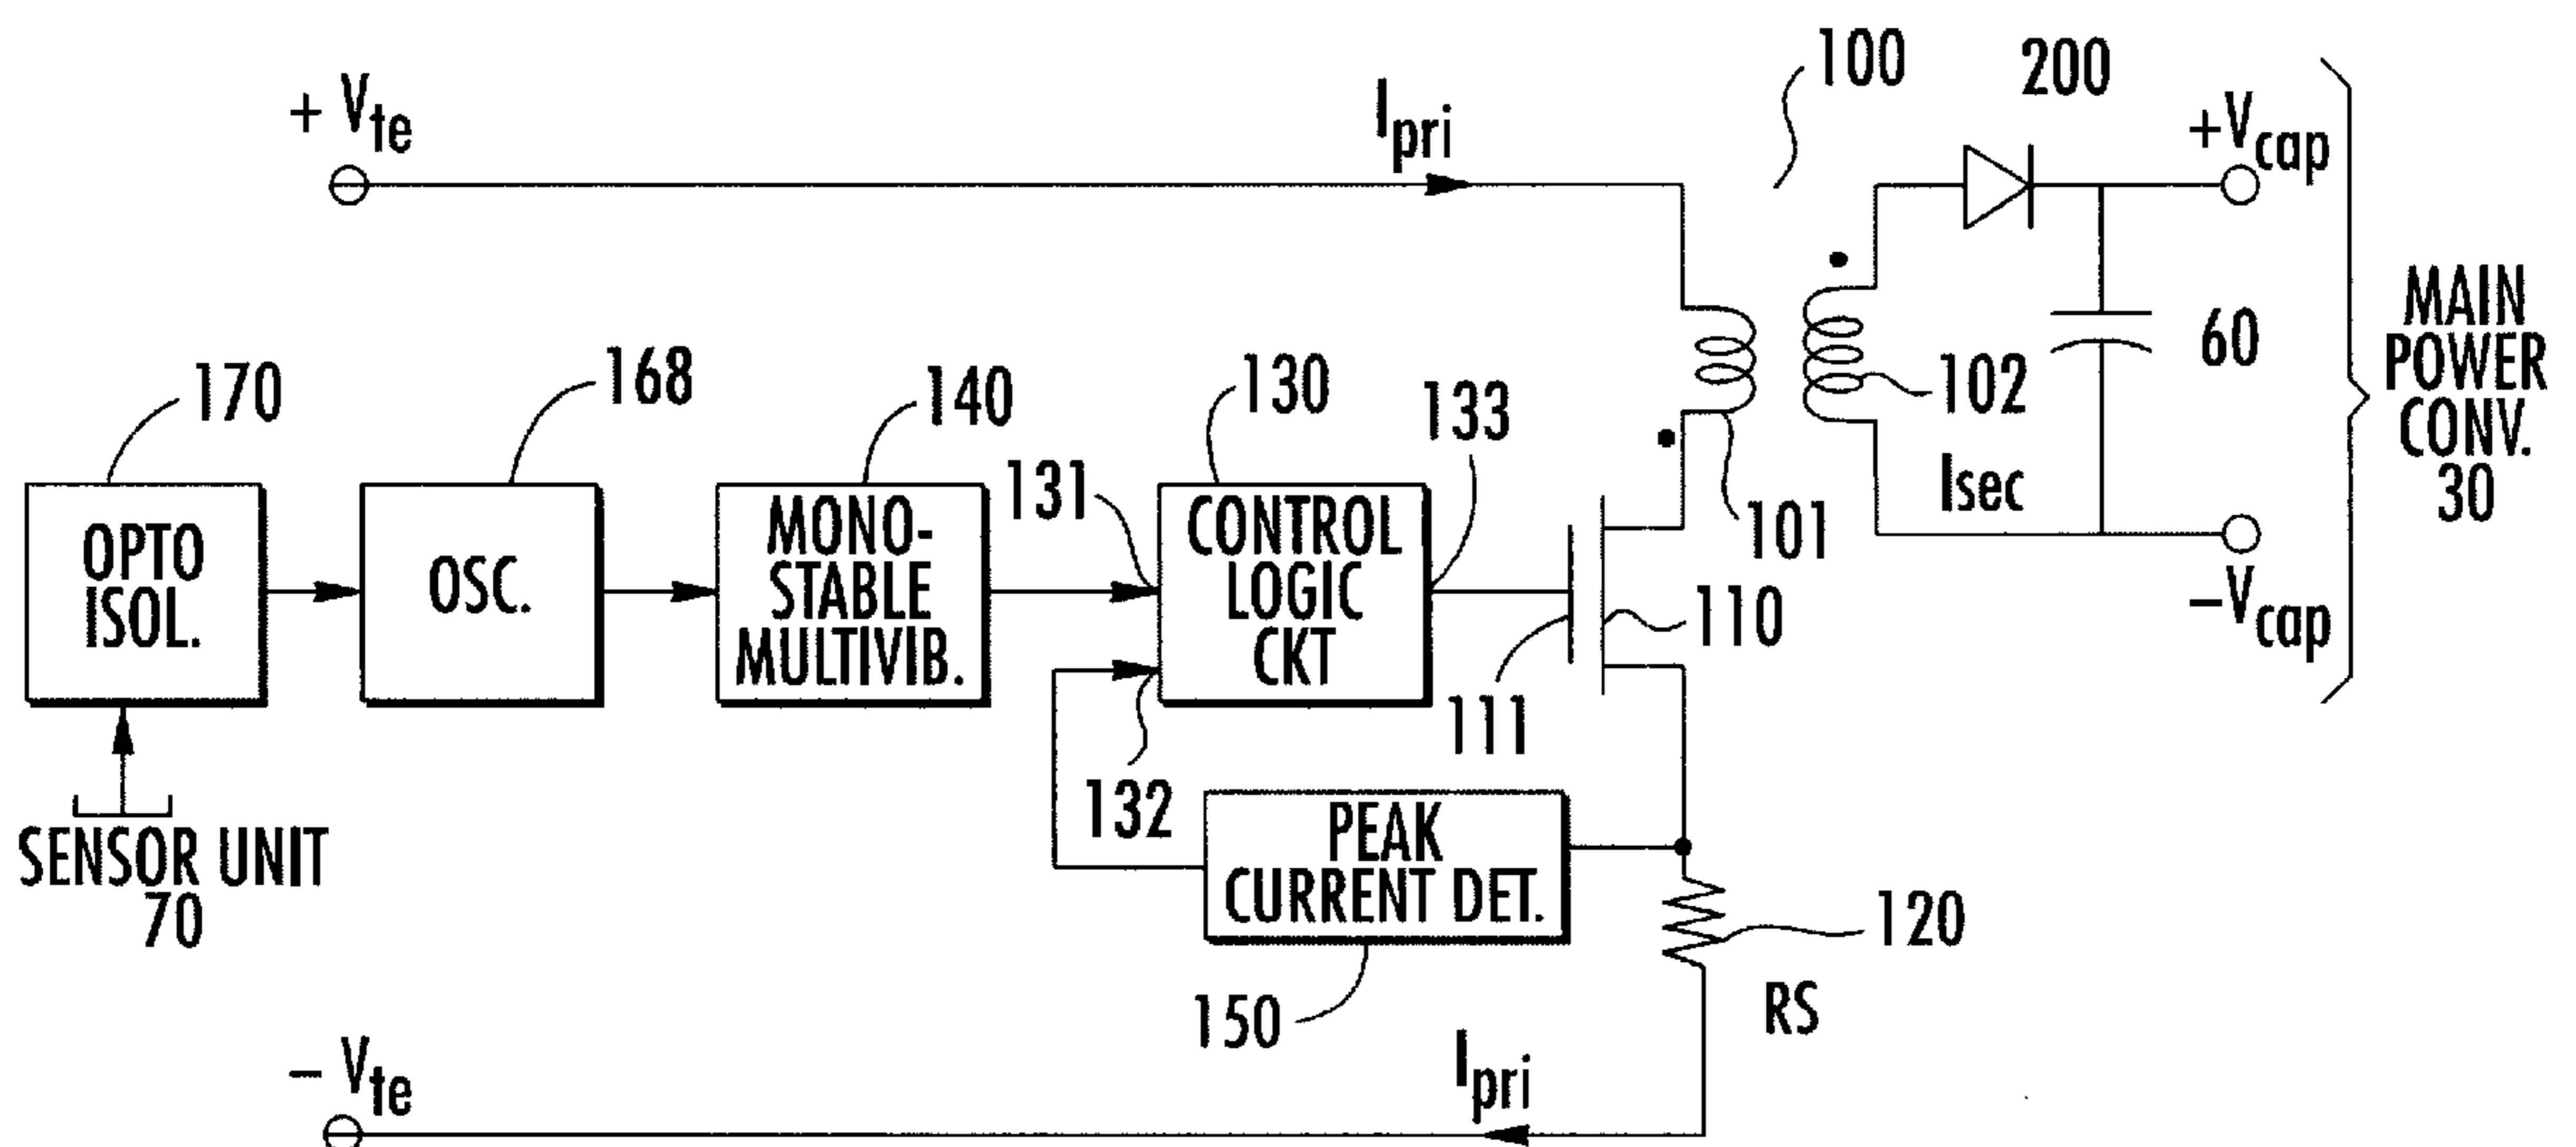 + Vte
Ipri
100
200
+Vcap
MAIN
POWER
CONV.
30
60
102
Isec
−Vcap
170
168
140
130
133
131
101
OPTO
ISOL.
OSC.
MONO-
STABLE
MULTIVIB.
CONTROL
LOGIC
CKT
110
111
132
SENSOR UNIT
70
PEAK
CURRENT DET.
120
150
RS
− Vte
Ipri